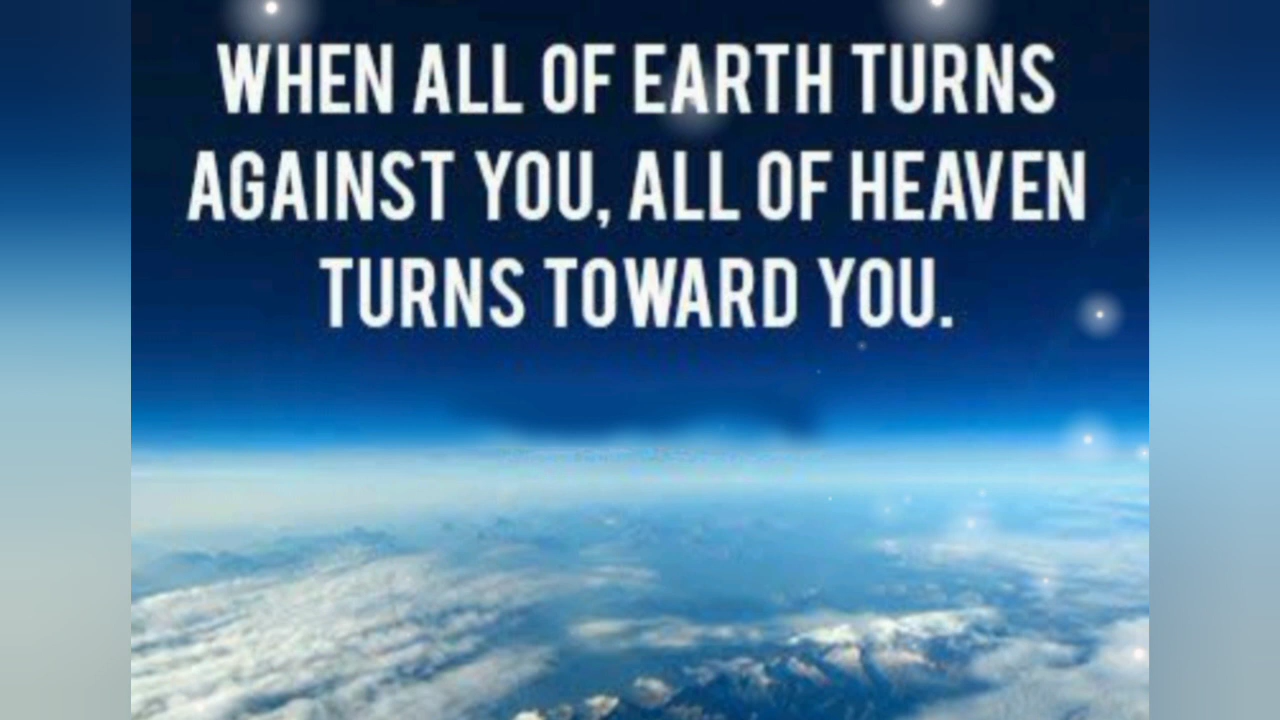 WHEN ALL OF EARTH TURNS
AGAINST YOU, ALL OF HEAVEN
TURNS TOWARD YOU.